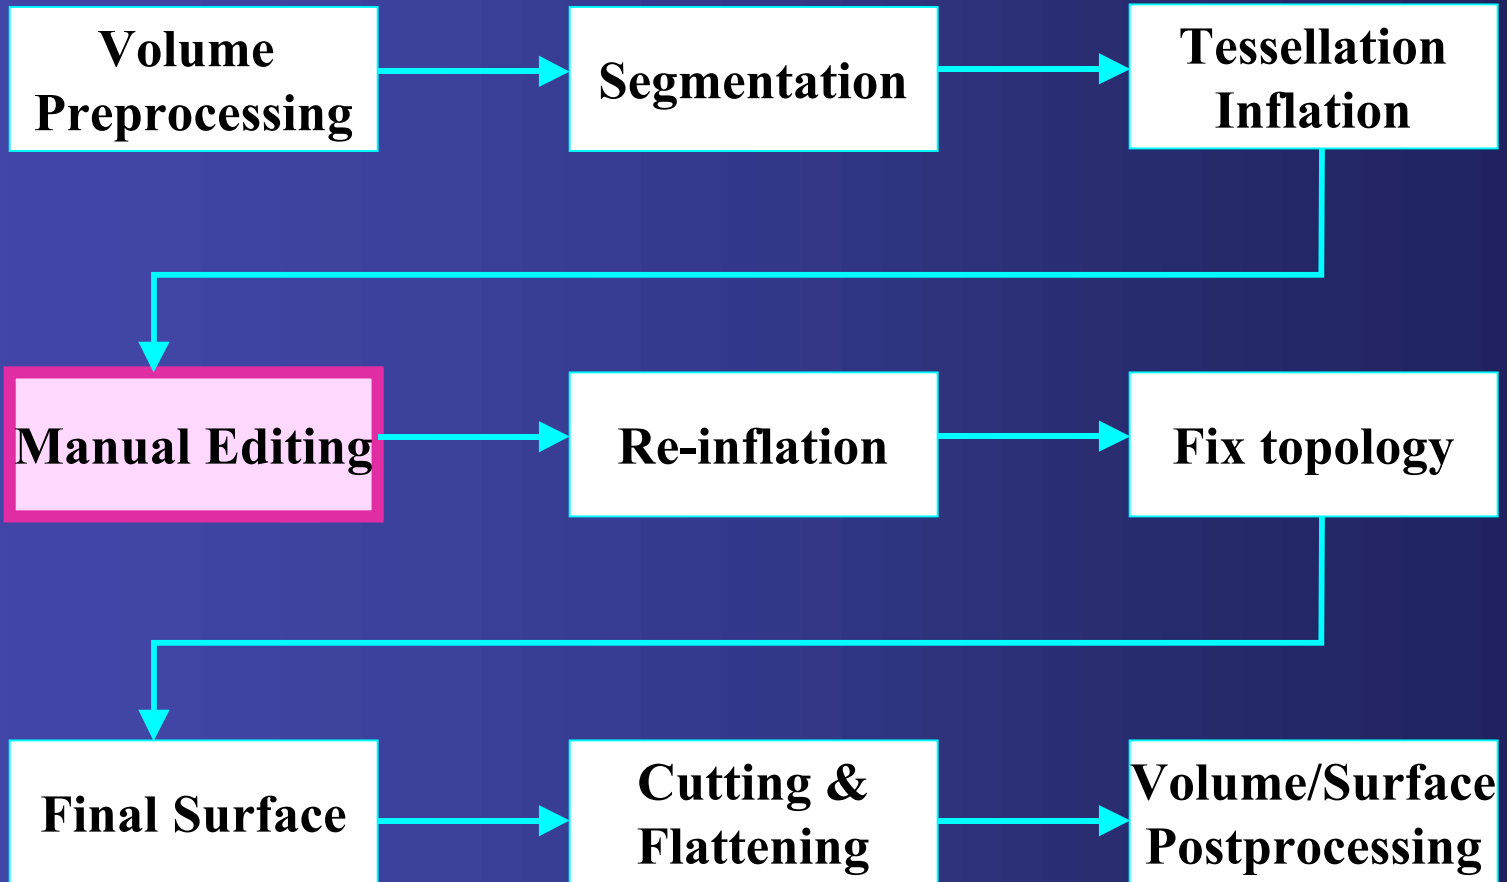 Volume
Preprocessing
Segmentation
Tessellation
Inflation
Manual Editing
Re-inflation
Fix topology
Final Surface
Cutting &
Flattening
Volume/Surface
Postprocessing